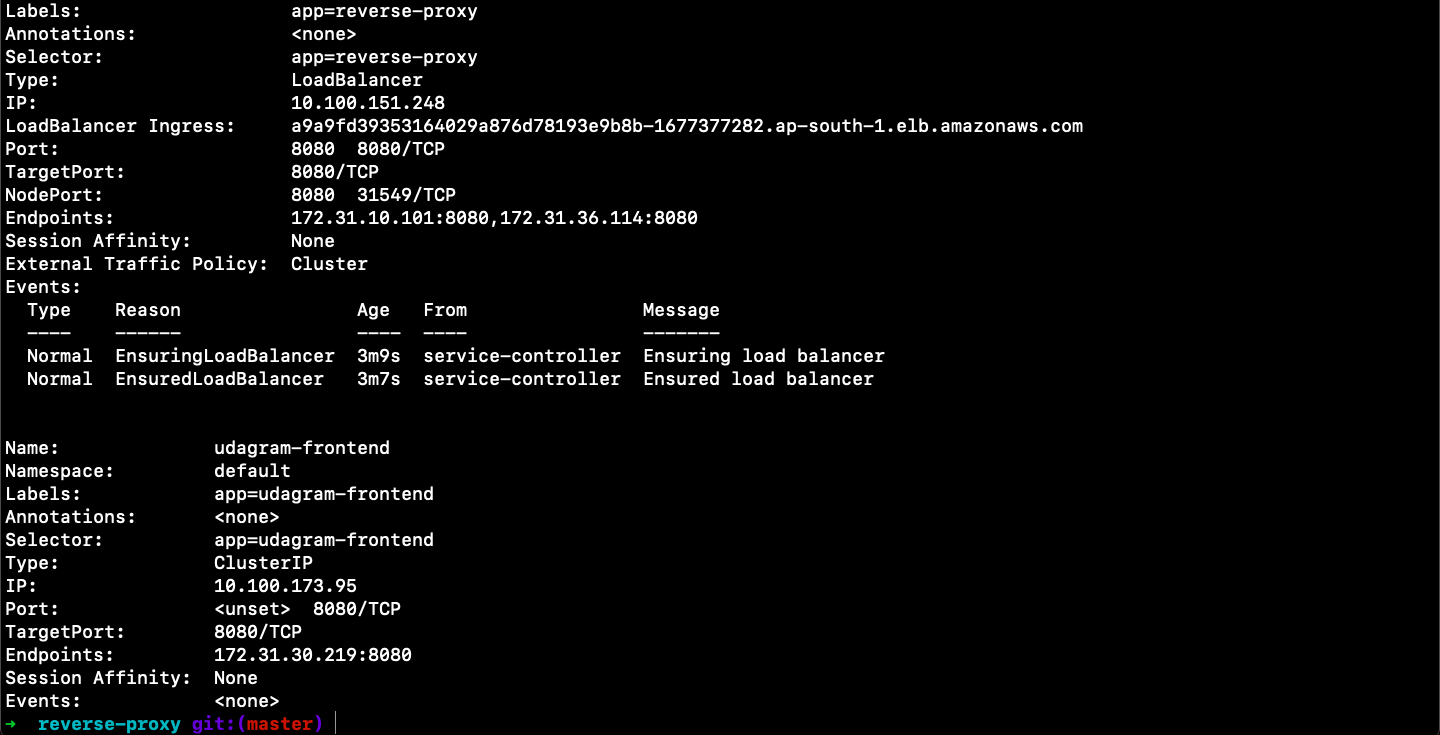 Labels:                   app=reverse-proxy
Annotations:              <none>
Selector:                 app=reverse-proxy
Type:                     LoadBalancer
IP:                       10.100.151.248
LoadBalancer Ingress:     a9a9fd39353164029a876d78193e9b8b-1677377282.ap-south-1.elb.amazonaws.com
Port:                     8080  8080/TCP
TargetPort:               8080/TCP
NodePort:                 8080  31549/TCP
Endpoints:                172.31.10.101:8080,172.31.36.114:8080
Session Affinity:         None
External Traffic Policy:  Cluster
Events:
  Type    Reason                Age   From                Message
  ----    ------                ----  ----                -------
  Normal  EnsuringLoadBalancer  3m9s  service-controller  Ensuring load balancer
  Normal  EnsuredLoadBalancer   3m7s  service-controller  Ensured load balancer
Name:              udagram-frontend
Namespace:         default
Labels:            app=udagram-frontend
Annotations:       <none>
Selector:          app=udagram-frontend
Type:              ClusterIP
IP:                10.100.173.95
Port:              <unset>  8080/TCP
TargetPort:        8080/TCP
Endpoints:         172.31.30.219:8080
Session Affinity:  None
Events:            <none>
→  reverse-proxy git:(master)